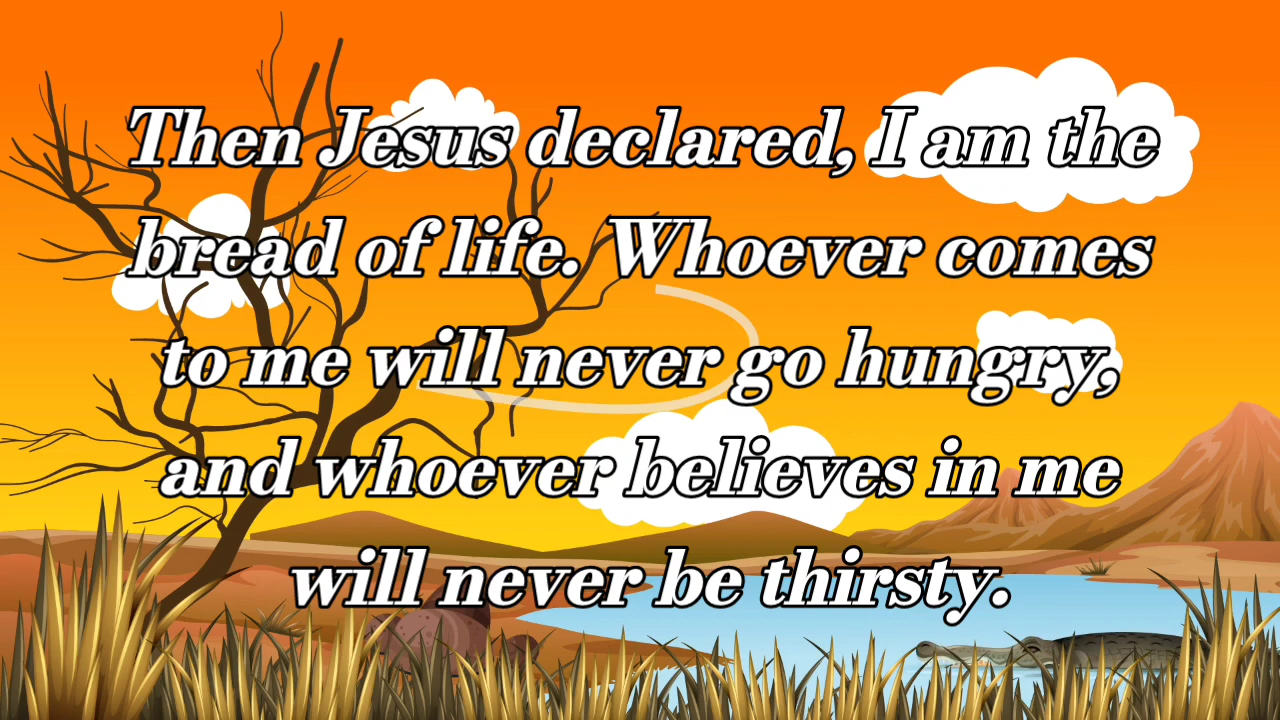 Then Jesus declared, I am the
bread of life. Whoever comes
to me will never go hungry,
and whoever believes in me
will never be thirsty.